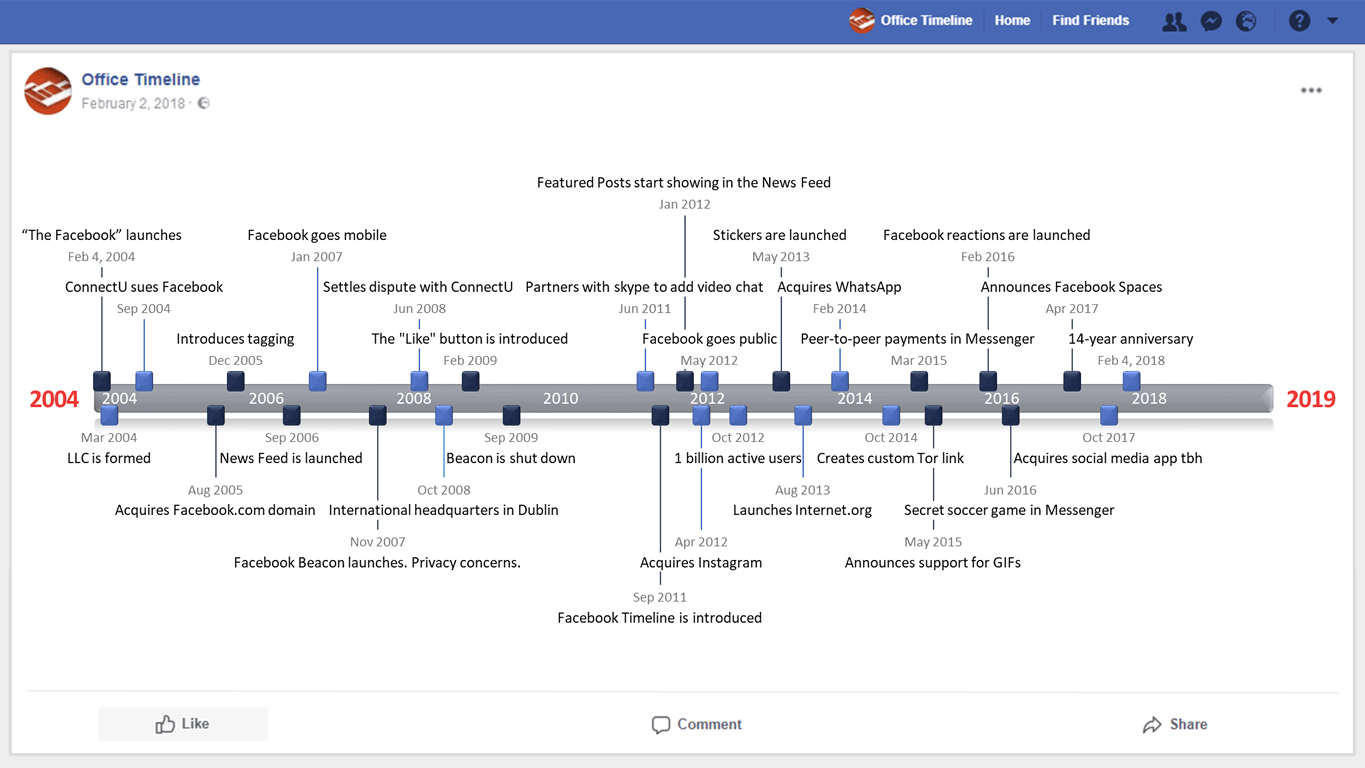 Office Timeline Home Find Friends
Office Timeline
February 2, 2018 ·
Featured Posts start showing in the News Feed
Jan 2012
“The Facebook” launches
Feb 4, 2004
Facebook goes mobile
Jan 2007
Stickers are launched
May 2013
Facebook reactions are launched
Feb 2016
ConnectU sues Facebook
Sep 2004
Settles dispute with ConnectU
Jun 2008
Partners with skype to add video chat
Jun 2011
Acquires WhatsApp
Feb 2014
Announces Facebook Spaces
Apr 2017
Introduces tagging
Dec 2005
The "Like" button is introduced
Feb 2009
Facebook goes public
May 2012
Peer-to-peer payments in Messenger
Mar 2015
14-year anniversary
Feb 4, 2018
2004 2004 2006 2008 2010 2012 2014 2016 2018 2019
Mar 2004
LLC is formed
Sep 2006
News Feed is launched
Sep 2009
Beacon is shut down
Oct 2012
1 billion active users
Oct 2014
Creates custom Tor link
Oct 2017
Acquires social media app tbh
Aug 2005
Acquires Facebook.com domain
Oct 2008
International headquarters in Dublin
Aug 2013
Launches Internet.org
Jun 2016
Secret soccer game in Messenger
Nov 2007
Facebook Beacon launches. Privacy concerns.
Apr 2012
Acquires Instagram
May 2015
Announces support for GIFs
Sep 2011
Facebook Timeline is introduced
Like Comment Share